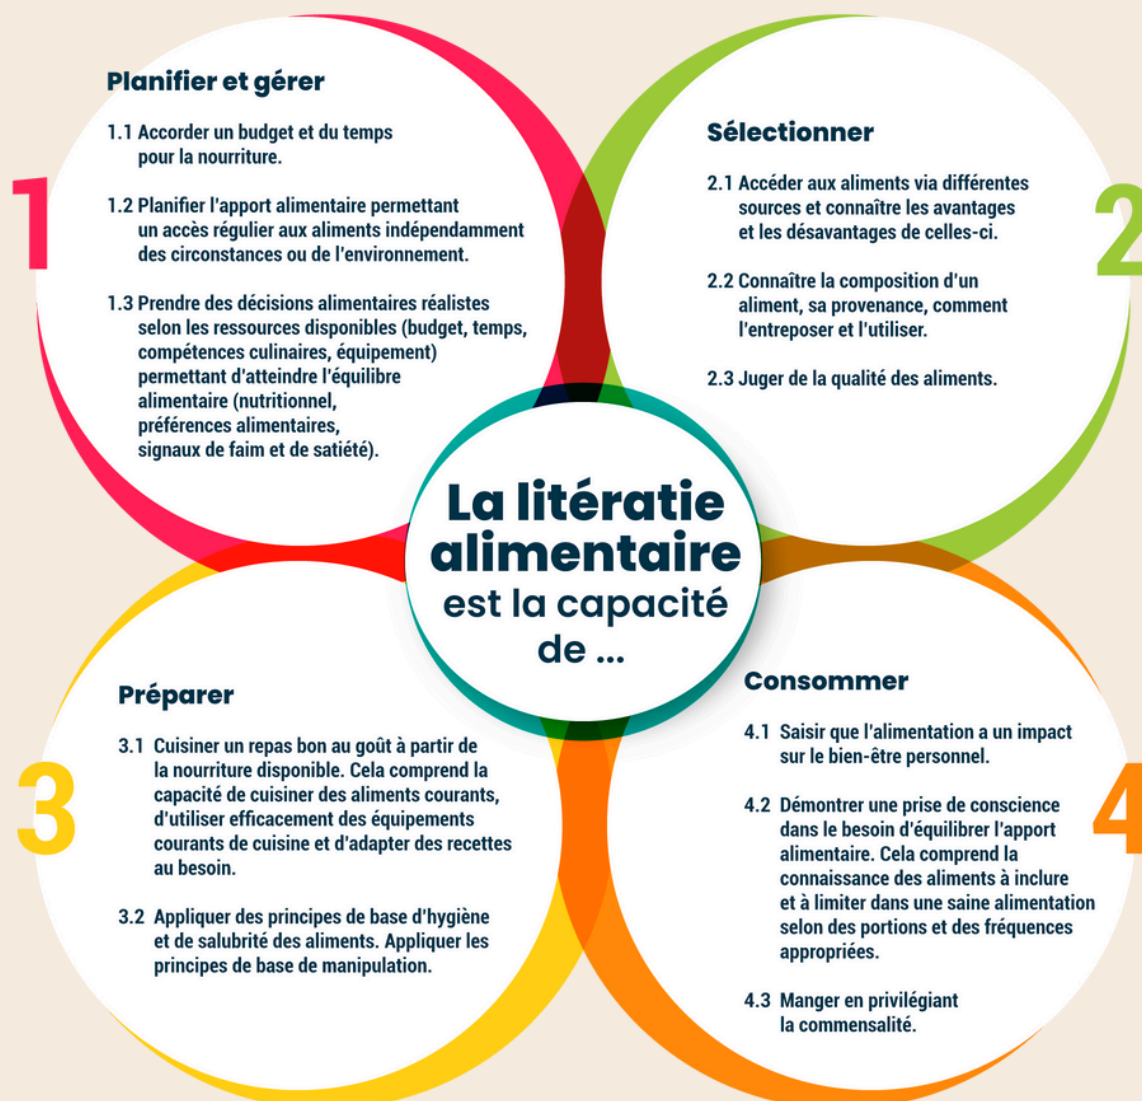 La litératie
alimentaire
est la capacité
de ...
1
Planifier et gérer
1.1 Accorder un budget et du temps
pour la nourriture.
1.2 Planifier l'apport alimentaire permettant
un accès régulier aux aliments indépendamment
des circonstances ou de l'environnement.
1.3 Prendre des décisions alimentaires réalistes
selon les ressources disponibles (budget, temps,
compétences culinaires, équipement)
permettant d'atteindre l'équilibre
alimentaire (nutritionnel,
préférences alimentaires,
signaux de faim et de satiété).
2
Sélectionner
2.1 Accéder aux aliments via différentes
sources et connaître les avantages
et les désavantages de celles-ci.
2.2 Connaître la composition d'un
aliment, sa provenance, comment
l'entreposer et l'utiliser.
2.3 Juger de la qualité des aliments.
3
Préparer
3.1 Cuisiner un repas bon au goût à partir de
la nourriture disponible. Cela comprend la
capacité de cuisiner des aliments courants,
d'utiliser efficacement des équipements
courants de cuisine et d'adapter des recettes
au besoin.
3.2 Appliquer des principes de base d'hygiène
et de salubrité des aliments. Appliquer les
principes de base de manipulation.
4
Consommer
4.1 Saisir que l'alimentation a un impact
sur le bien-être personnel.
4.2 Démontrer une prise de conscience
dans le besoin d'équilibrer l'apport
alimentaire. Cela comprend la
connaissance des aliments à inclure
et à limiter dans une saine alimentation
selon des portions et des fréquences
appropriées.
4.3 Manger en privilégiant
la commensalité.